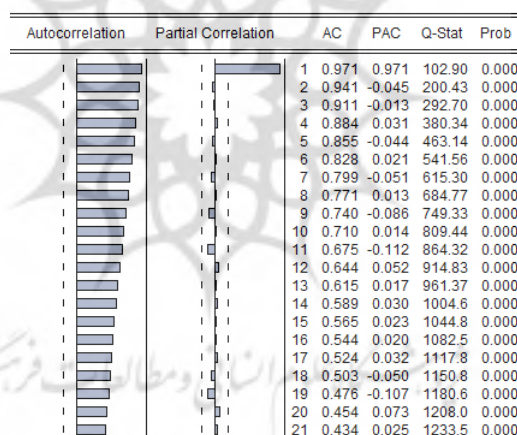 Autocorrelation Partial Correlation AC PAC Q-Stat Prob
1 0.971 0.971 102.90 0.000
2 0.941 -0.045 200.43 0.000
3 0.911 -0.013 292.70 0.000
4 0.884 0.031 380.34 0.000
5 0.855 -0.044 463.14 0.000
6 0.828 0.021 541.56 0.000
7 0.799 -0.051 615.30 0.000
8 0.771 0.013 684.77 0.000
9 0.740 -0.086 749.33 0.000
10 0.710 0.014 809.44 0.000
11 0.675 -0.112 864.32 0.000
12 0.644 0.052 914.83 0.000
13 0.615 0.017 961.37 0.000
14 0.589 0.030 1004.6 0.000
15 0.565 0.023 1044.8 0.000
16 0.544 0.020 1082.5 0.000
17 0.524 0.032 1117.8 0.000
18 0.503 -0.050 1150.8 0.000
19 0.476 -0.107 1180.6 0.000
20 0.454 0.073 1208.0 0.000
21 0.434 0.025 1233.5 0.000